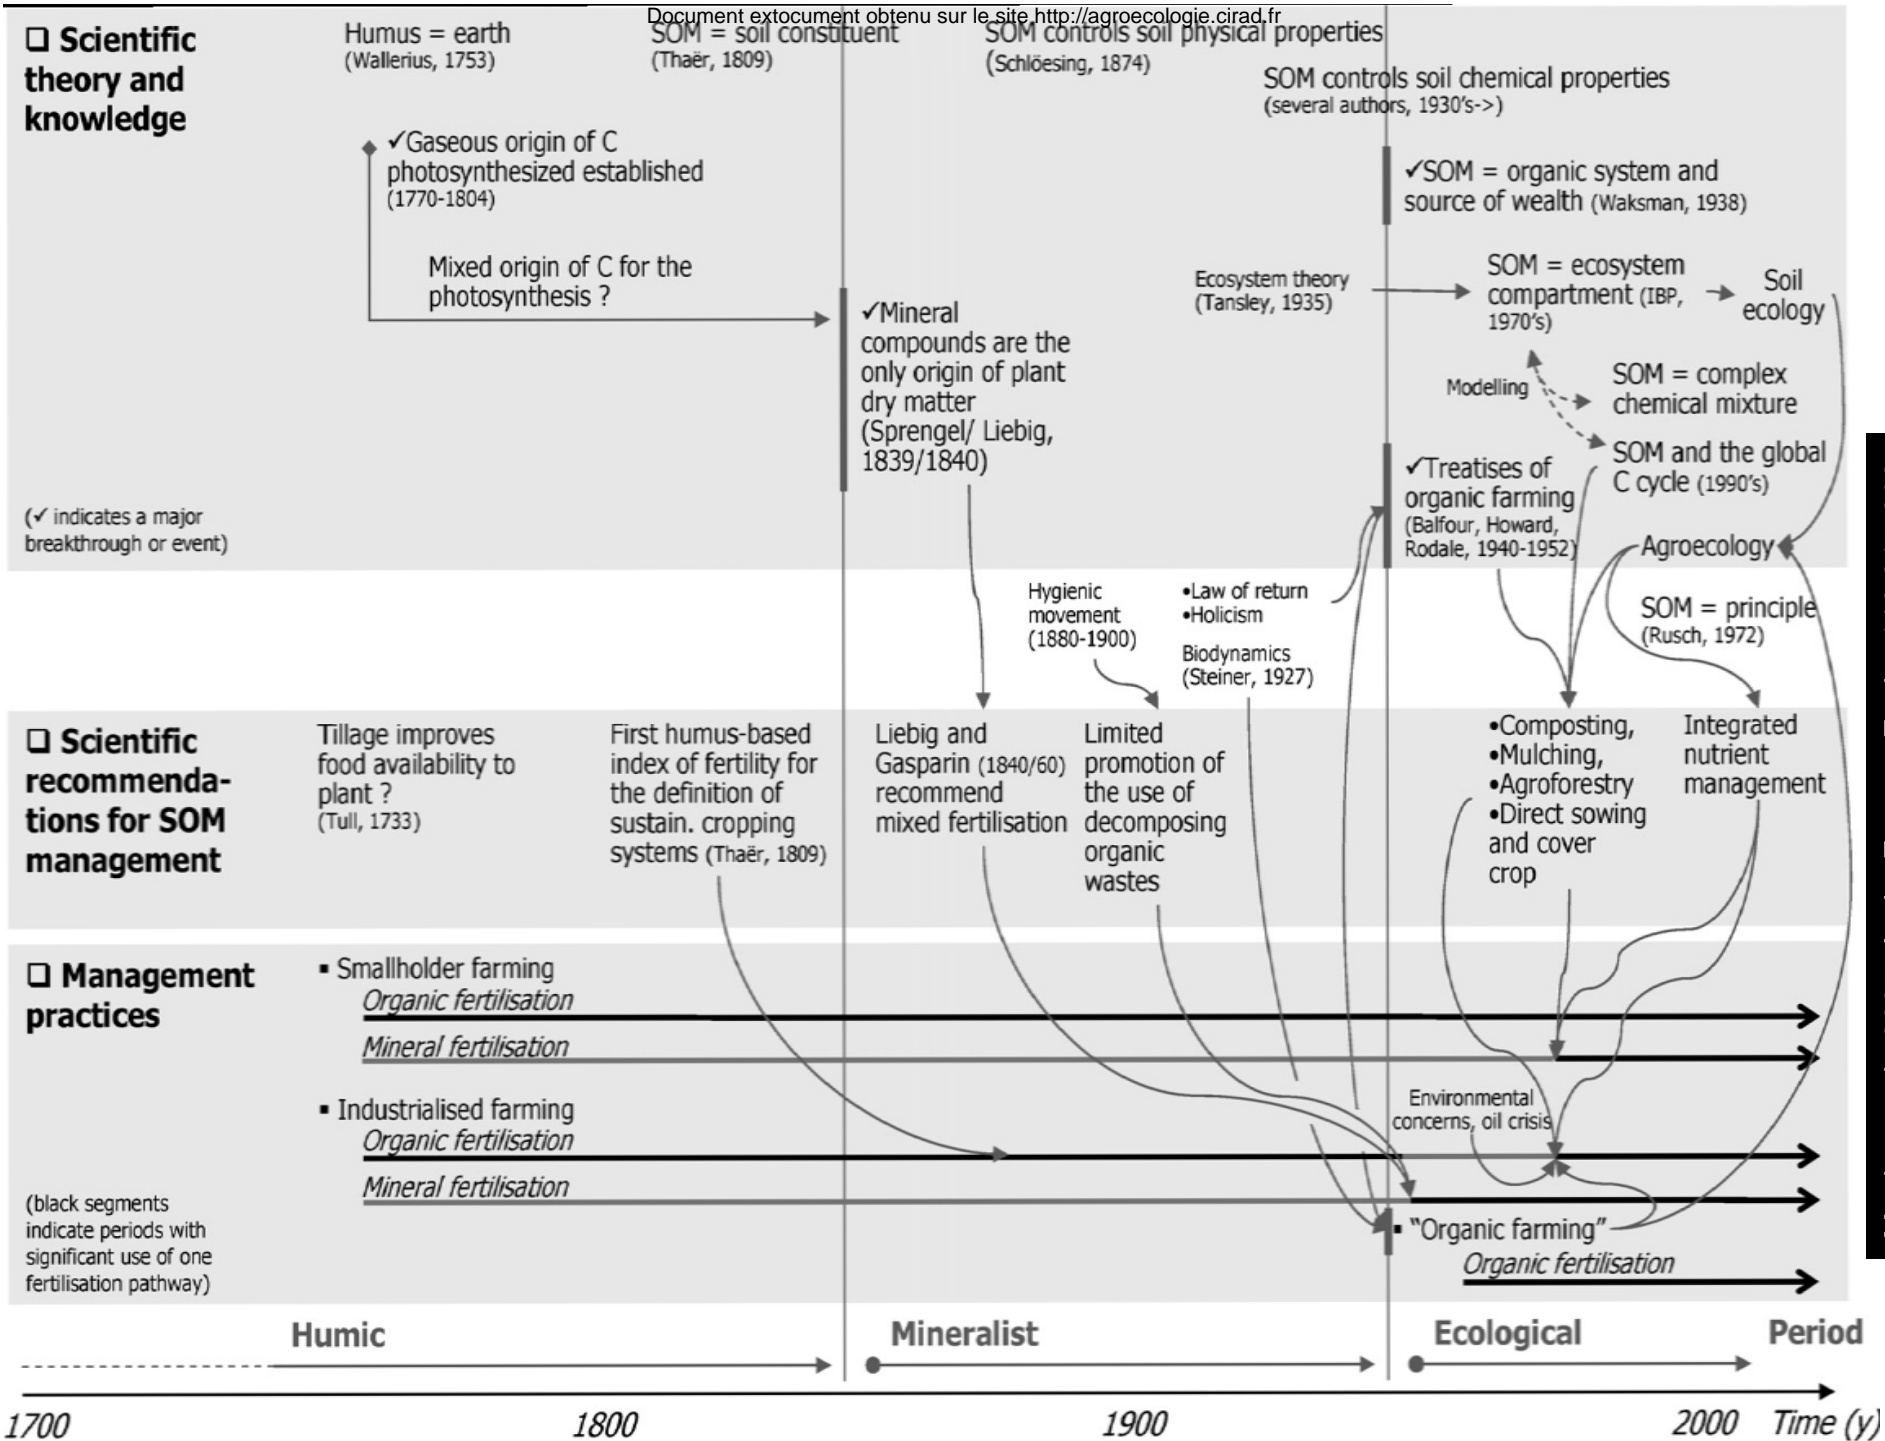 Document extocument obtenu sur le site http://agroecologie.cirad.fr
❑ Scientific
theory and
knowledge
Humus = earth
(Wallerius, 1753)
SOM = soil constituent
(Thaër, 1809)
SOM controls soil physical properties
(Schlöesing, 1874)
SOM controls soil chemical properties
(several authors, 1930's->)
✓Gaseous origin of C
photosynthesized established
(1770-1804)
Mixed origin of C for the
photosynthesis ?
✓Mineral
compounds are the
only origin of plant
dry matter
(Sprengel/ Liebig,
1839/1840)
✓SOM = organic system and
source of wealth (Waksman, 1938)
Ecosystem theory
(Tansley, 1935)
SOM = ecosystem
compartment (IBP,
1970's)
Soil
ecology
Modelling
SOM = complex
chemical mixture
SOM and the global
C cycle (1990's)
✓Treatises of
organic farming
(Balfour, Howard,
Rodale, 1940-1952)
Agroecology
(✓ indicates a major
breakthrough or event)
Hygienic
movement
(1880-1900)
•Law of return
•Holicism
Biodynamics
(Steiner, 1927)
SOM = principle
(Rusch, 1972)
❑ Scientific
recommenda-
tions for SOM
management
Tillage improves
food availability to
plant ?
(Tull, 1733)
First humus-based
index of fertility for
the definition of
sustain. cropping
systems (Thaër, 1809)
Liebig and
Gasparin (1840/60)
recommend
mixed fertilisation
Limited
promotion of
the use of
decomposing
organic
wastes
•Composting,
•Mulching,
•Agroforestry
•Direct sowing
and cover
crop
Integrated
nutrient
management
❑ Management
practices
▪ Smallholder farming
Organic fertilisation
Mineral fertilisation
▪ Industrialised farming
Organic fertilisation
Mineral fertilisation
Environmental
concerns, oil crisis
(black segments
indicate periods with
significant use of one
fertilisation pathway)
▪ "Organic farming"
Organic fertilisation
Humic
Mineralist
Ecological
Period
1700
1800
1900
2000
Time (y)